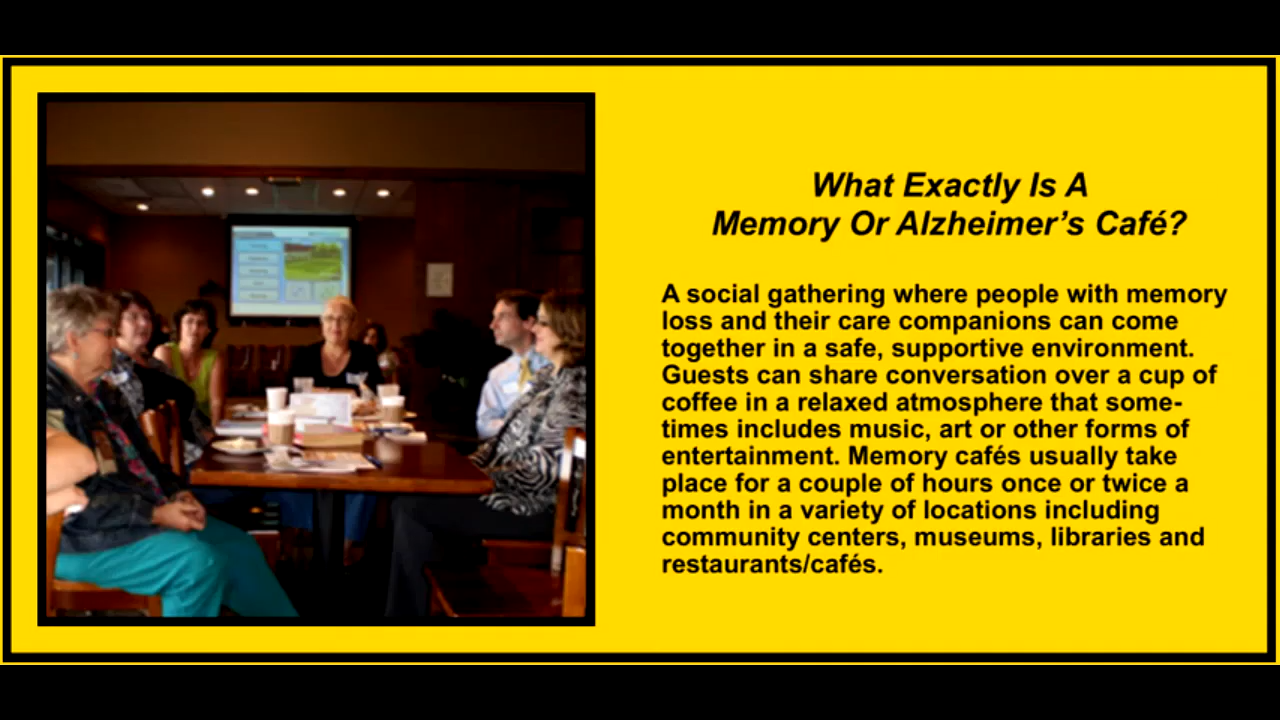 What Exactly Is A
Memory Or Alzheimer’s Café?
A social gathering where people with memory
loss and their care companions can come
together in a safe, supportive environment.
Guests can share conversation over a cup of
coffee in a relaxed atmosphere that some-
times includes music, art or other forms of
entertainment. Memory cafés usually take
place for a couple of hours once or twice a
month in a variety of locations including
community centers, museums, libraries and
restaurants/cafés.